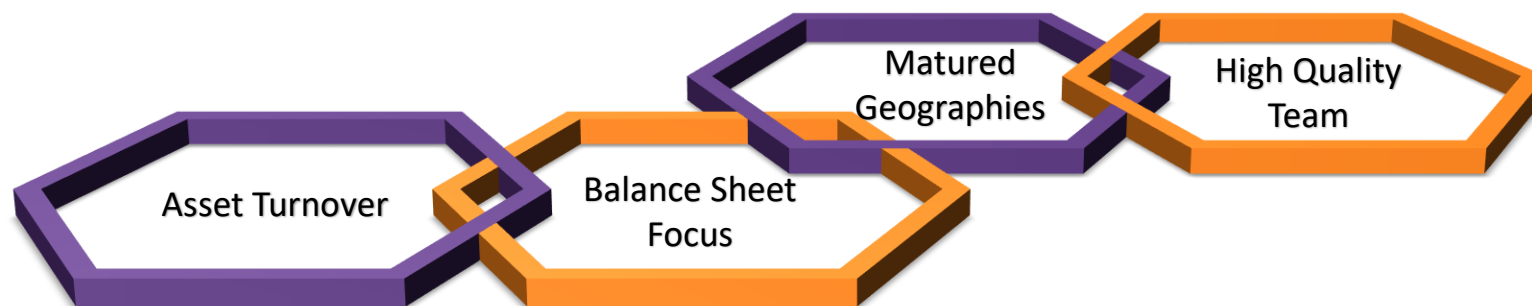 Asset Turnover
Balance Sheet
Focus
Matured
Geographies
High Quality
Team